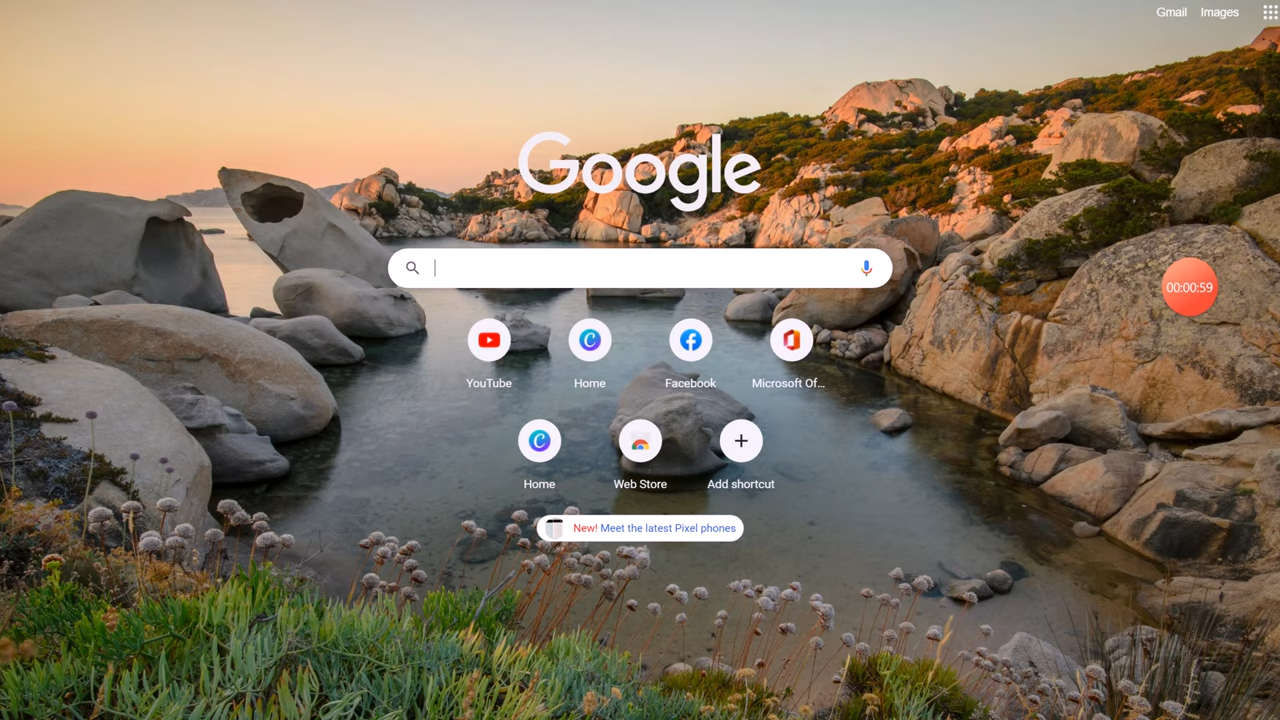 Gmail Images
Google
00:00:59
YouTube Home Facebook Microsoft Of...
Home Web Store Add shortcut
New! Meet the latest Pixel phones